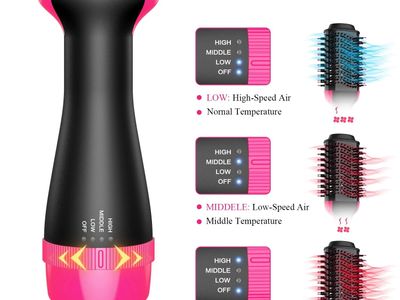 HIGH
MIDDLE
LOW
OFF
LOW: High-Speed Air
Nornal Temperature
HIGH
MIDDLE
LOW
OFF
MIDDELE: Low-Speed Air
Middle Temperature
HIGH
MIDDLE
LOW
OFF
OFF
LOW
MIDDLE
HIGH